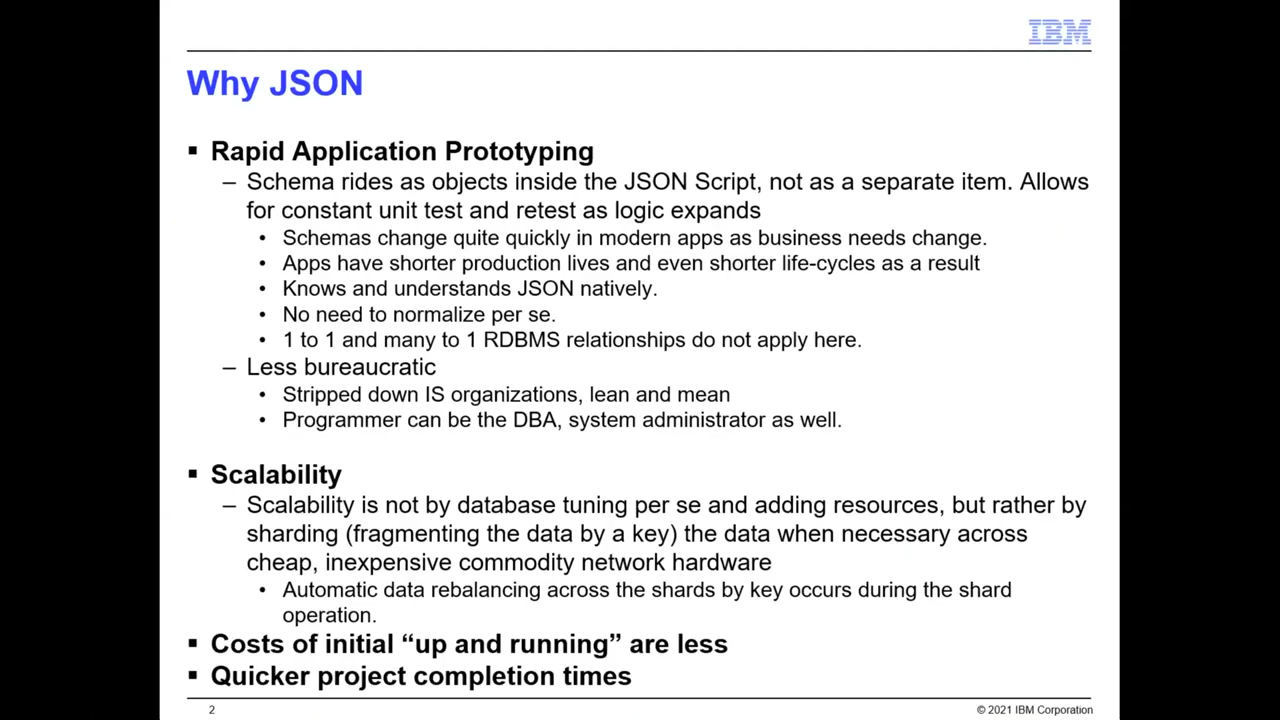 IBM
Why JSON
▪ Rapid Application Prototyping
– Schema rides as objects inside the JSON Script, not as a separate item. Allows
for constant unit test and retest as logic expands
• Schemas change quite quickly in modern apps as business needs change.
• Apps have shorter production lives and even shorter life-cycles as a result
• Knows and understands JSON natively.
• No need to normalize per se.
• 1 to 1 and many to 1 RDBMS relationships do not apply here.
– Less bureaucratic
• Stripped down IS organizations, lean and mean
• Programmer can be the DBA, system administrator as well.
▪ Scalability
– Scalability is not by database tuning per se and adding resources, but rather by
sharding (fragmenting the data by a key) the data when necessary across
cheap, inexpensive commodity network hardware
• Automatic data rebalancing across the shards by key occurs during the shard
operation.
▪ Costs of initial “up and running” are less
▪ Quicker project completion times
2 © 2021 IBM Corporation